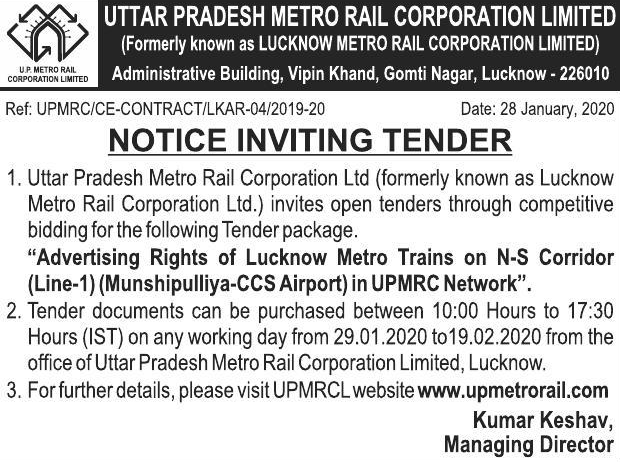 UTTAR PRADESH METRO RAIL CORPORATION LIMITED
(Formerly known as LUCKNOW METRO RAIL CORPORATION LIMITED)
Administrative Building, Vipin Khand, Gomti Nagar, Lucknow - 226010
U.P. METRO RAIL
CORPORATION LIMITED
Ref: UPMRC/CE-CONTRACT/LKAR-04/2019-20 Date: 28 January, 2020
NOTICE INVITING TENDER
1. Uttar Pradesh Metro Rail Corporation Ltd (formerly known as Lucknow
Metro Rail Corporation Ltd.) invites open tenders through competitive
bidding for the following Tender package.
“Advertising Rights of Lucknow Metro Trains on N-S Corridor
(Line-1) (Munshipulliya-CCS Airport) in UPMRC Network”.
2. Tender documents can be purchased between 10:00 Hours to 17:30
Hours (IST) on any working day from 29.01.2020 to19.02.2020 from the
office of Uttar Pradesh Metro Rail Corporation Limited, Lucknow.
3. For further details, please visit UPMRCL website www.upmetrorail.com
Kumar Keshav,
Managing Director